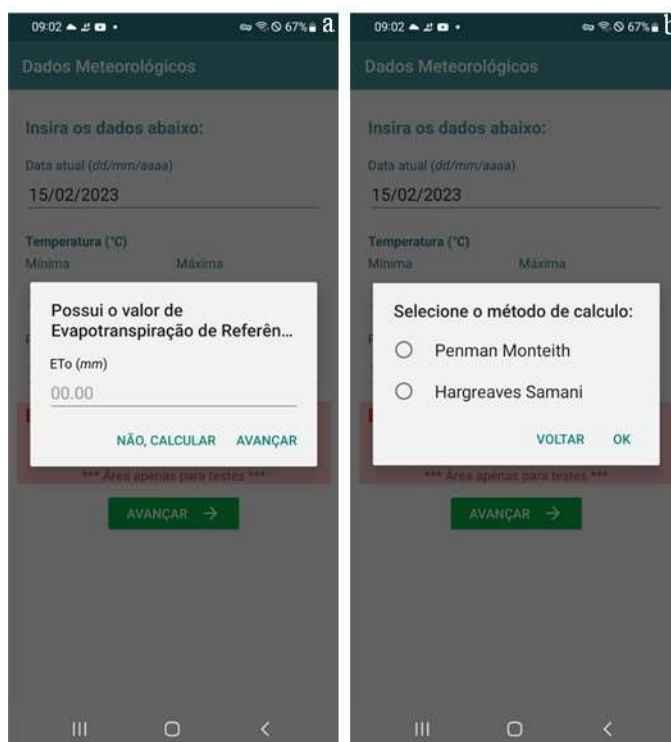 09:02
67%
a
Dados Meteorológicos
Insira os dados abaixo:
Data atual (dd/mm/aaaa)
15/02/2023
Temperatura (°C)
Mínima Máxima
Possui o valor de
Evapotranspiração de Referên...
ETo (mm)
00.00
NÃO, CALCULAR AVANÇAR
*** Área apenas para testes ***
AVANÇAR →
09:02
67%
b
Dados Meteorológicos
Insira os dados abaixo:
Data atual (dd/mm/aaaa)
15/02/2023
Temperatura (°C)
Mínima Máxima
Selecione o método de calculo:
Penman Monteith
Hargreaves Samani
VOLTAR OK
*** Área apenas para testes ***
AVANÇAR →